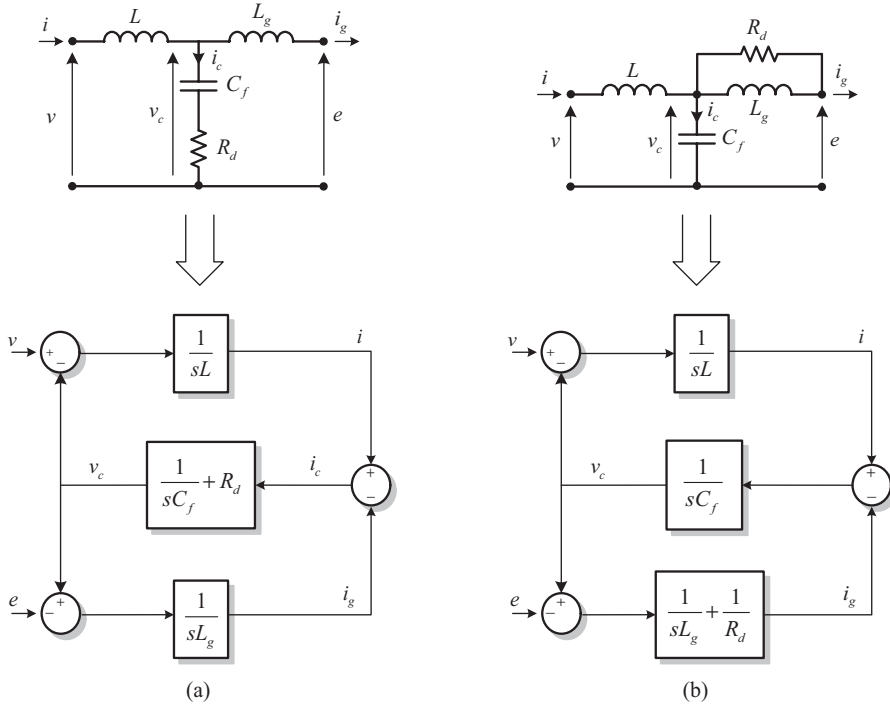 i
L
L_g
i_g
i_c
C_f
v
v_c
e
R_d
R_d
i
L
i_g
i_c
L_g
v
v_c
C_f
e
v
+
−
1/sL
i
v_c
1/sC_f + R_d
i_c
+
−
e
−
+
1/sL_g
i_g
(a)
v
+
−
1/sL
i
v_c
1/sC_f
+
−
e
−
+
1/sL_g + 1/R_d
i_g
(b)